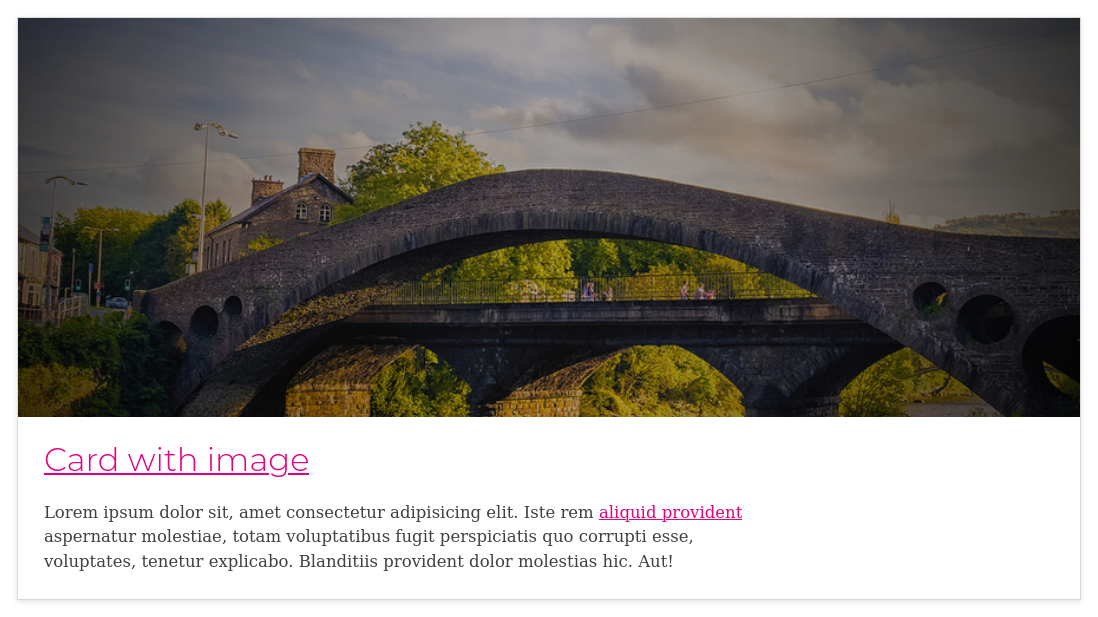 Card with image
Lorem ipsum dolor sit, amet consectetur adipisicing elit. Iste rem aliquid provident
aspernatur molestiae, totam voluptatibus fugit perspiciatis quo corrupti esse,
voluptates, tenetur explicabo. Blanditiis provident dolor molestias hic. Aut!